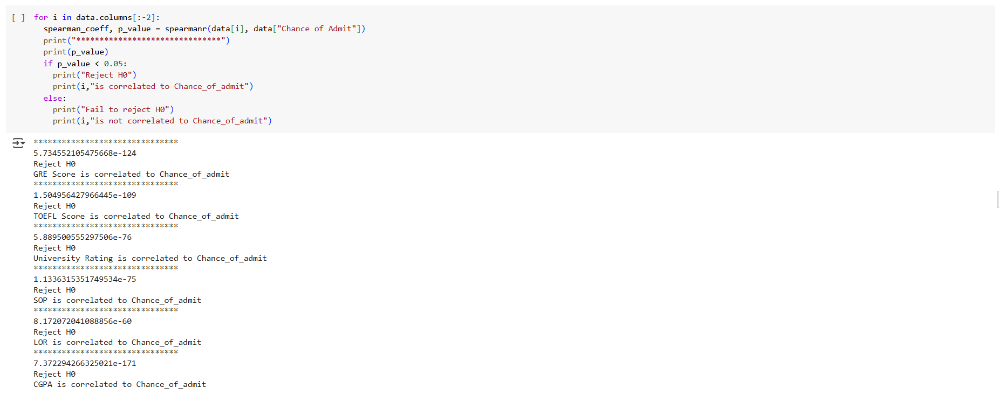 [ ] for i in data.columns[:-2]:
spearman_coeff, p_value = spearmanr(data[i], data["Chance of Admit"])
print("*******************************")
print(p_value)
if p_value < 0.05:
print("Reject H0")
print(i,"is correlated to Chance_of_admit")
else:
print("Fail to reject H0")
print(i,"is not correlated to Chance_of_admit")
*******************************
5.734552105475668e-124
Reject H0
GRE Score is correlated to Chance_of_admit
*******************************
1.504956427966445e-109
Reject H0
TOEFL Score is correlated to Chance_of_admit
*******************************
5.889500555297506e-76
Reject H0
University Rating is correlated to Chance_of_admit
*******************************
1.1336315351749534e-75
Reject H0
SOP is correlated to Chance_of_admit
*******************************
8.172072041088856e-60
Reject H0
LOR is correlated to Chance_of_admit
*******************************
7.372294266325021e-171
Reject H0
CGPA is correlated to Chance_of_admit